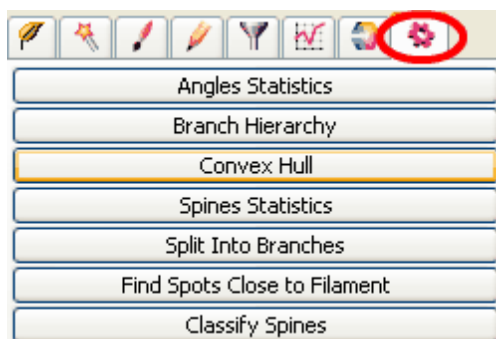 Angles Statistics
Branch Hierarchy
Convex Hull
Spines Statistics
Split Into Branches
Find Spots Close to Filament
Classify Spines